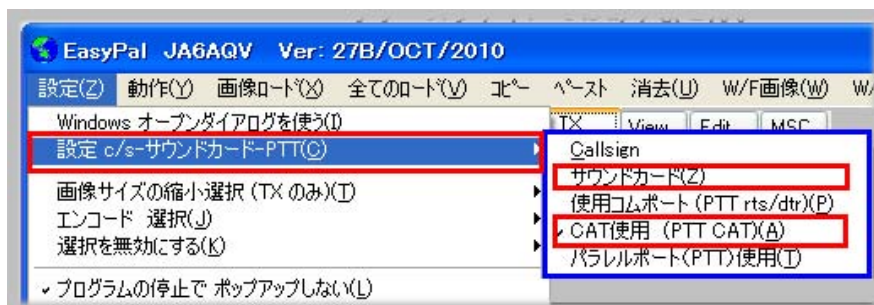 EasyPal JA6AQV Ver: 27B/OCT/2010
設定(Z) 動作(Y) 画像ロード(X) 全てのロード(V) コピー ペースト 消去(U) W/F画像(W) W/
Windows オープンダイアログを使う(I)
TX View Edit MSC
設定 c/s-サウンドカード-PTT(C)
Callsign
サウンドカード(Z)
使用コムポート (PTT rts/dtr)(P)
CAT使用 (PTT CAT)(A)
パラレルポート(PTT)使用(T)
画像サイズの縮小選択 (TX のみ)(T)
エンコード 選択(J)
選択を無効にする(K)
プログラムの停止で ポップアップしない(L)